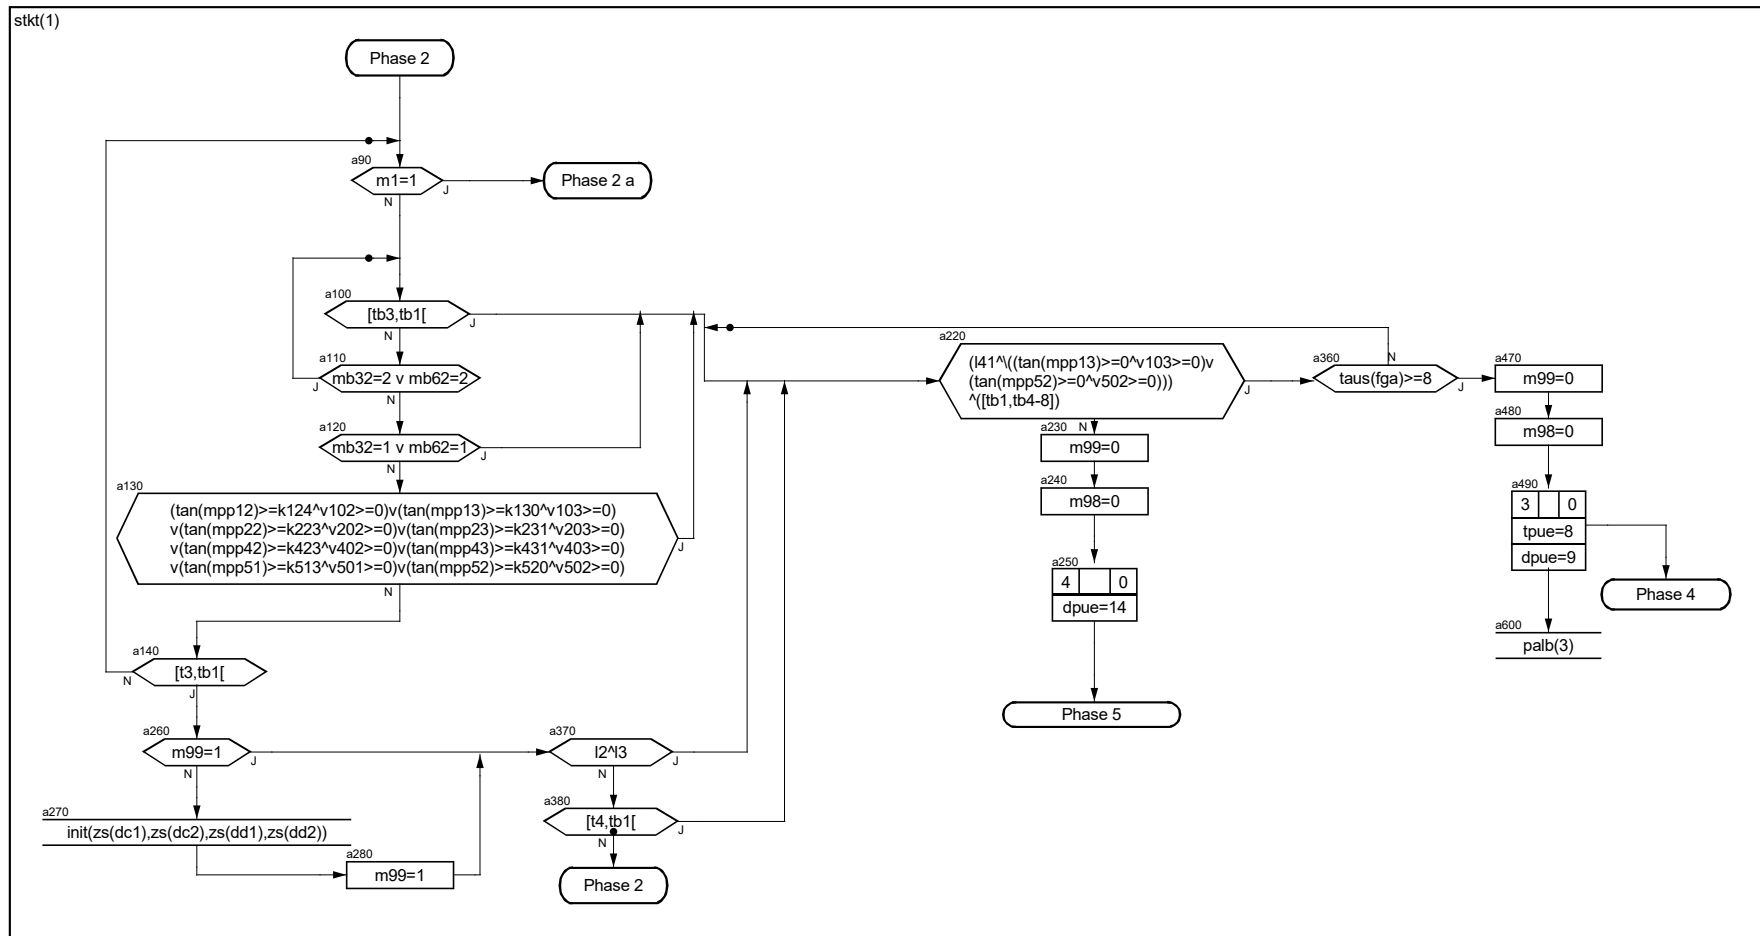 stkt(1)
Phase 2
a90
m1=1
J
N
Phase 2 a
a100
[tb3,tb1[
J
N
a110
mb32=2 v mb62=2
J
N
a120
mb32=1 v mb62=1
J
N
a130
(tan(mpp12)>=k124^v102>=0)v(tan(mpp13)>=k130^v103>=0)
v(tan(mpp22)>=k223^v202>=0)v(tan(mpp23)>=k231^v203>=0)
v(tan(mpp42)>=k423^v402>=0)v(tan(mpp43)>=k431^v403>=0)
v(tan(mpp51)>=k513^v501>=0)v(tan(mpp52)>=k520^v502>=0)
J
N
a140
[t3,tb1[
N
J
a260
m99=1
J
N
a270
init(zs(dc1),zs(dc2),zs(dd1),zs(dd2))
a280
m99=1
a370
l2^l3
J
N
a380
[t4,tb1[
J
N
Phase 2
a220
(l41^\((tan(mpp13)>=0^v103>=0)v
(tan(mpp52)>=0^v502>=0)))
^([tb1,tb4-8])
J
N
a230
m99=0
a240
m98=0
a250
4 0
dpue=14
Phase 5
a360
N
taus(fga)>=8
J
a470
m99=0
a480
m98=0
a490
3 0
tpue=8
dpue=9
Phase 4
a600
palb(3)